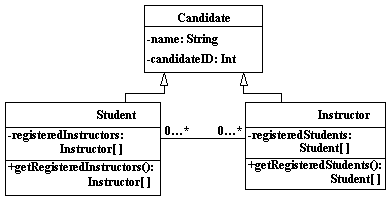 Candidate
-name: String
-candidateID: Int
Student
-registeredInstructors:
Instructor[ ]
+getRegisteredInstructors():
Instructor[ ]
0...*
0...*
Instructor
-registeredStudents:
Student[ ]
+getRegisteredStudents():
Student[ ]